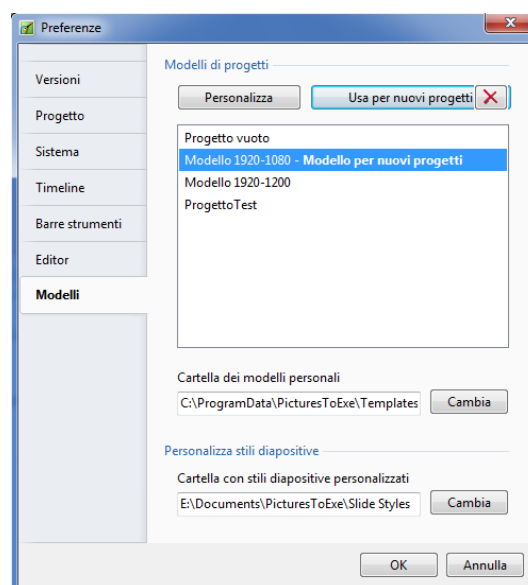 Preferenze
Versioni
Progetto
Sistema
Timeline
Barre strumenti
Editor
Modelli
Modelli di progetti
Personalizza
Usa per nuovi progetti
Progetto vuoto
Modello 1920-1080 - Modello per nuovi progetti
Modello 1920-1200
ProgettoTest
Cartella dei modelli personali
C:\ProgramData\PicturesToExe\Templates
Cambia
Personalizza stili diapositive
Cartella con stili diapositive personalizzati
E:\Documents\PicturesToExe\Slide Styles
Cambia
OK
Annulla